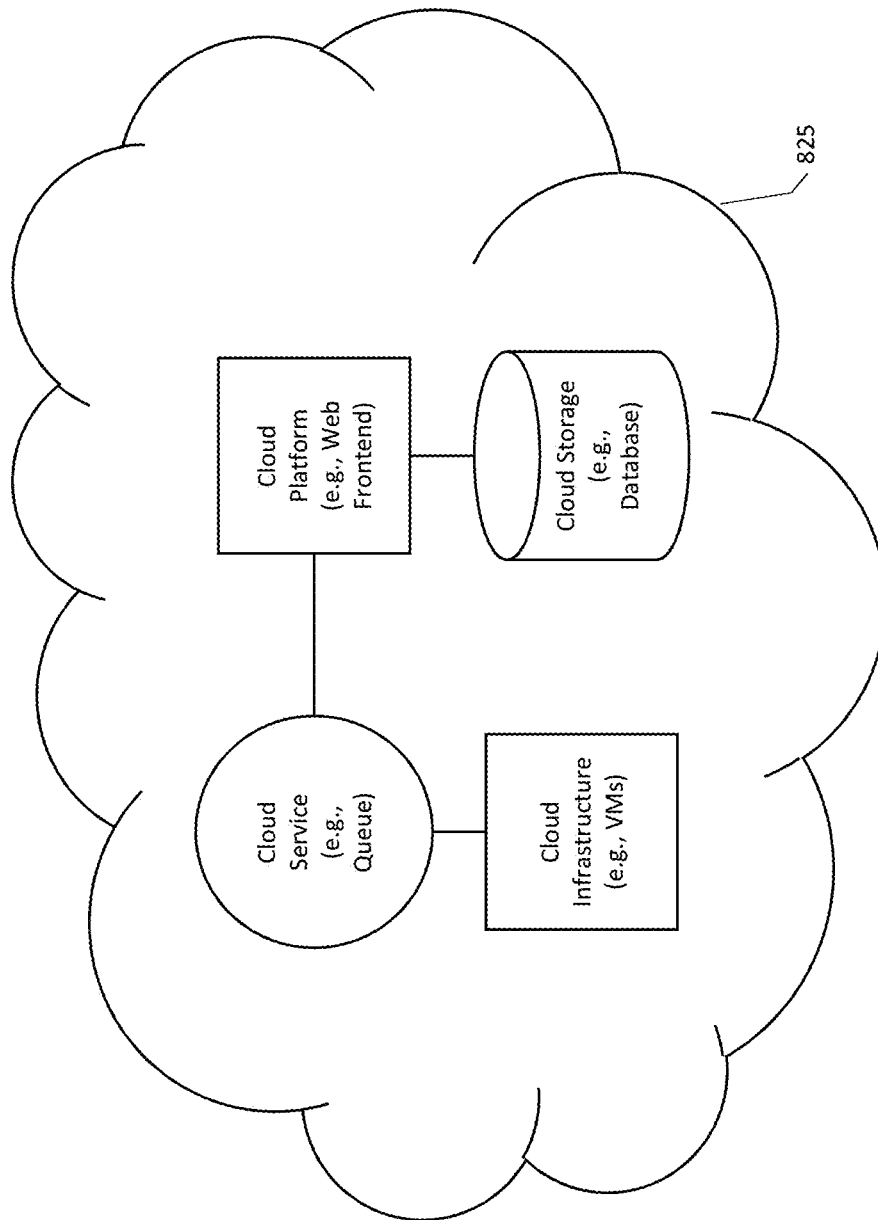 Cloud
Service
(e.g.,
Queue)
Cloud
Platform
(e.g., Web
Frontend)
Cloud
Infrastructure
(e.g., VMs)
Cloud Storage
(e.g.,
Database)
825